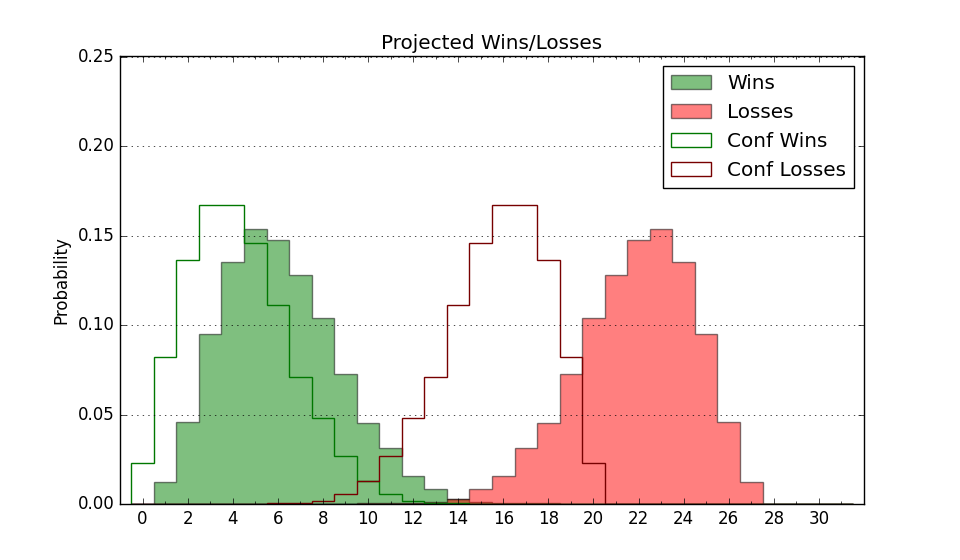 Projected Wins/Losses
0.25
0.20
0.15
0.10
0.05
0.00
Probability
Wins
Losses
Conf Wins
Conf Losses
0 2 4 6 8 10 12 14 16 18 20 22 24 26 28 30